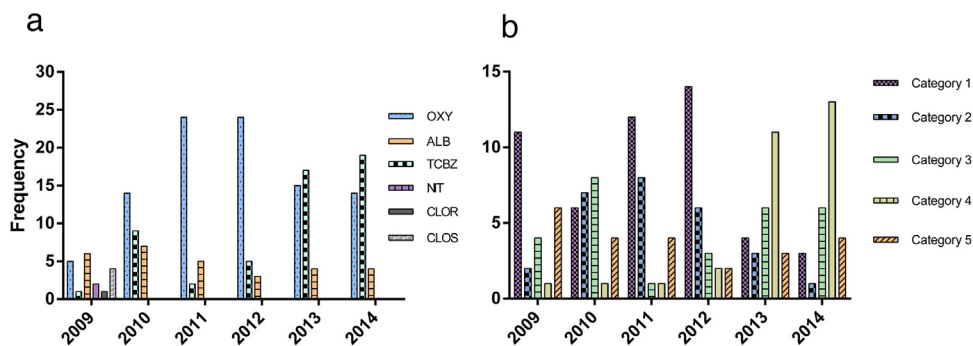 a
Frequency
30
25
20
15
10
5
0
2009
2010
2011
2012
2013
2014
OXY
ALB
TCBZ
NIT
CLOR
CLOS
b
15
10
5
0
2009
2010
2011
2012
2013
2014
Category 1
Category 2
Category 3
Category 4
Category 5